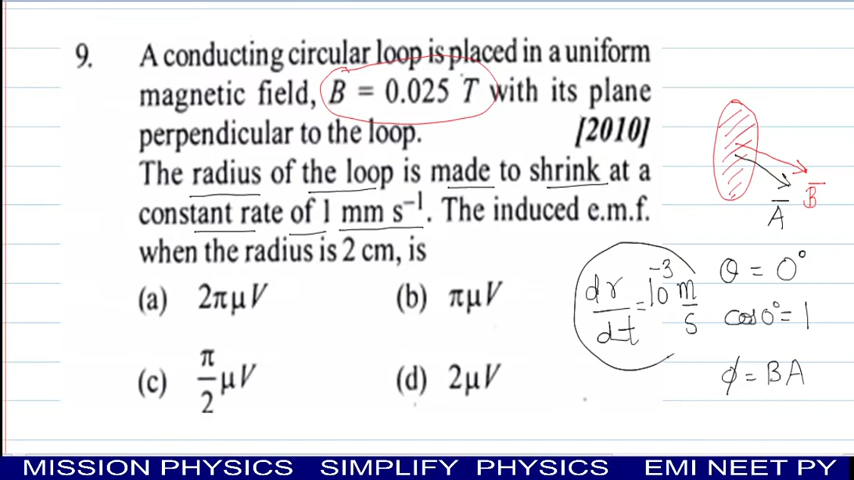 9. A conducting circular loop is placed in a uniform
magnetic field, B = 0.025 T with its plane
perpendicular to the loop. [2010]
The radius of the loop is made to shrink at a
constant rate of 1 mm s⁻¹. The induced e.m.f.
when the radius is 2 cm, is
(a) 2πμV (b) πμV
(c) π/2 μV (d) 2μV
B̄
Ā
dr/dt = 10⁻³ m/s
θ = 0°
cos 0° = 1
ϕ = BA
MISSION PHYSICS SIMPLIFY PHYSICS EMI NEET PY